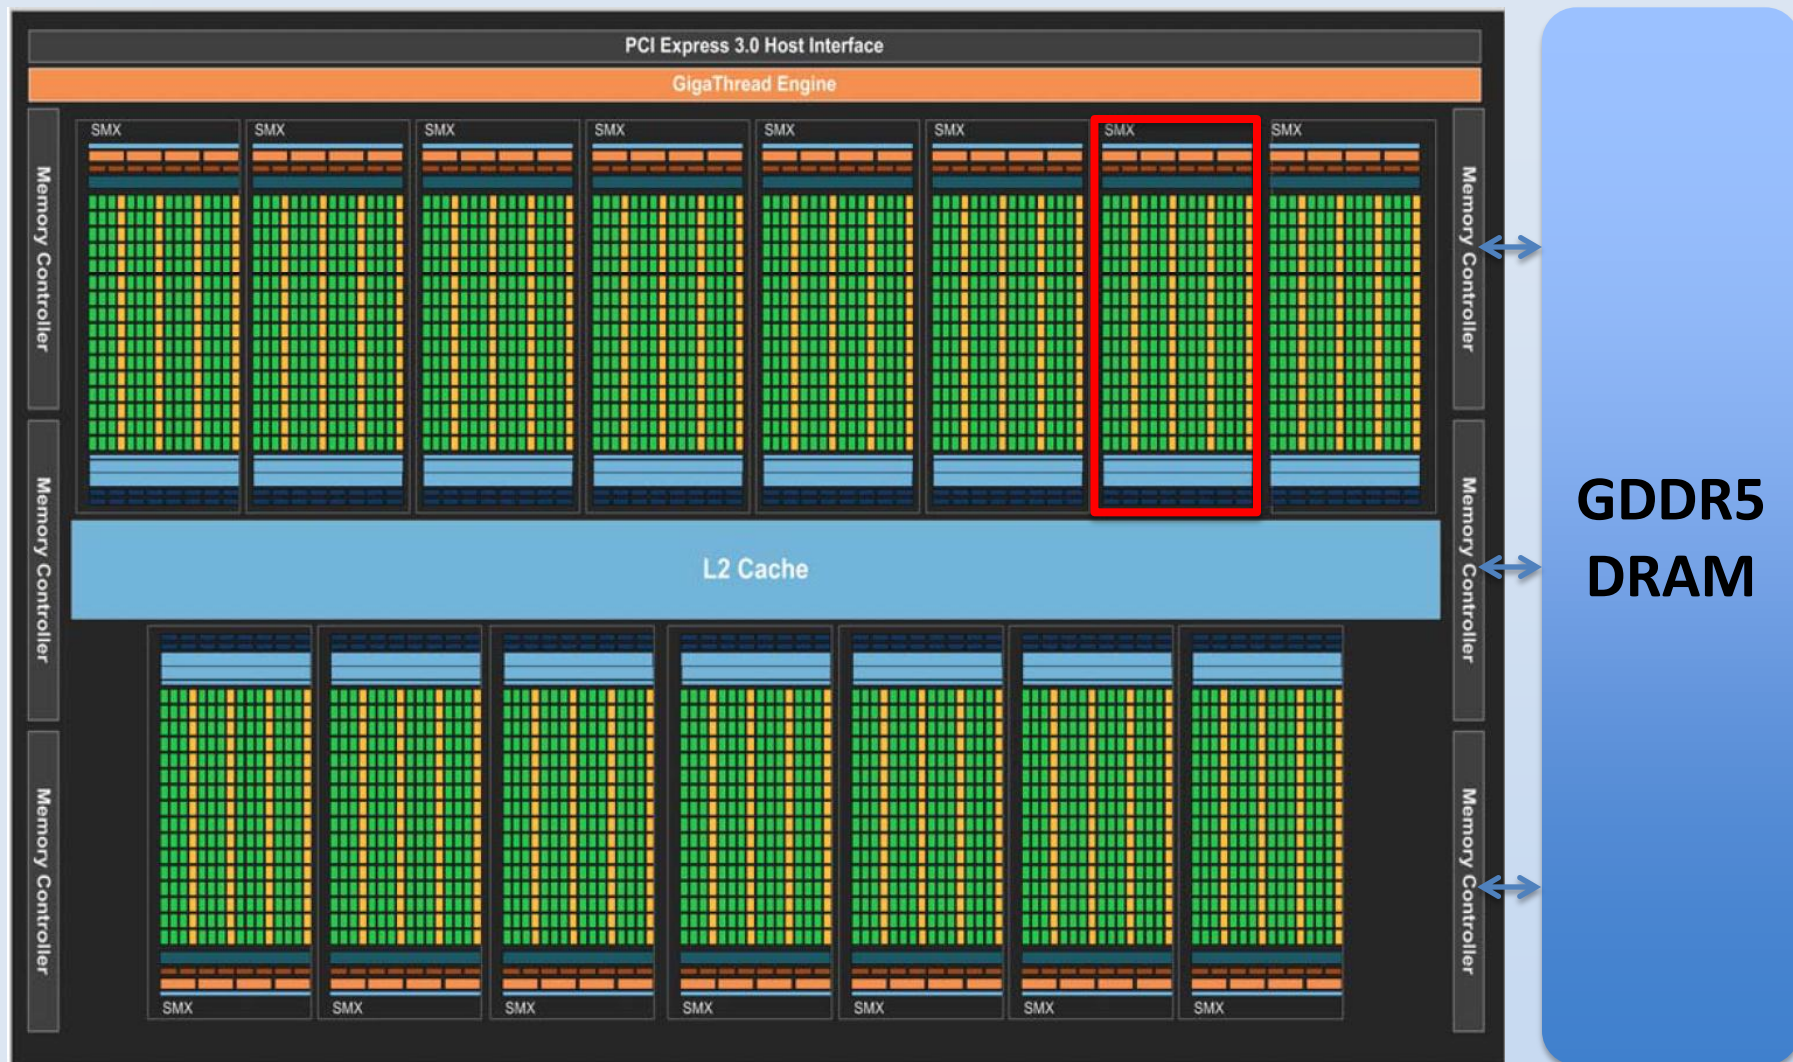 PCI Express 3.0 Host Interface
GigaThread Engine
SMX
SMX
SMX
SMX
SMX
SMX
SMX
SMX
Memory Controller
Memory Controller
Memory Controller
Memory Controller
L2 Cache
GDDR5
DRAM
Memory Controller
Memory Controller
SMX
SMX
SMX
SMX
SMX
SMX
SMX